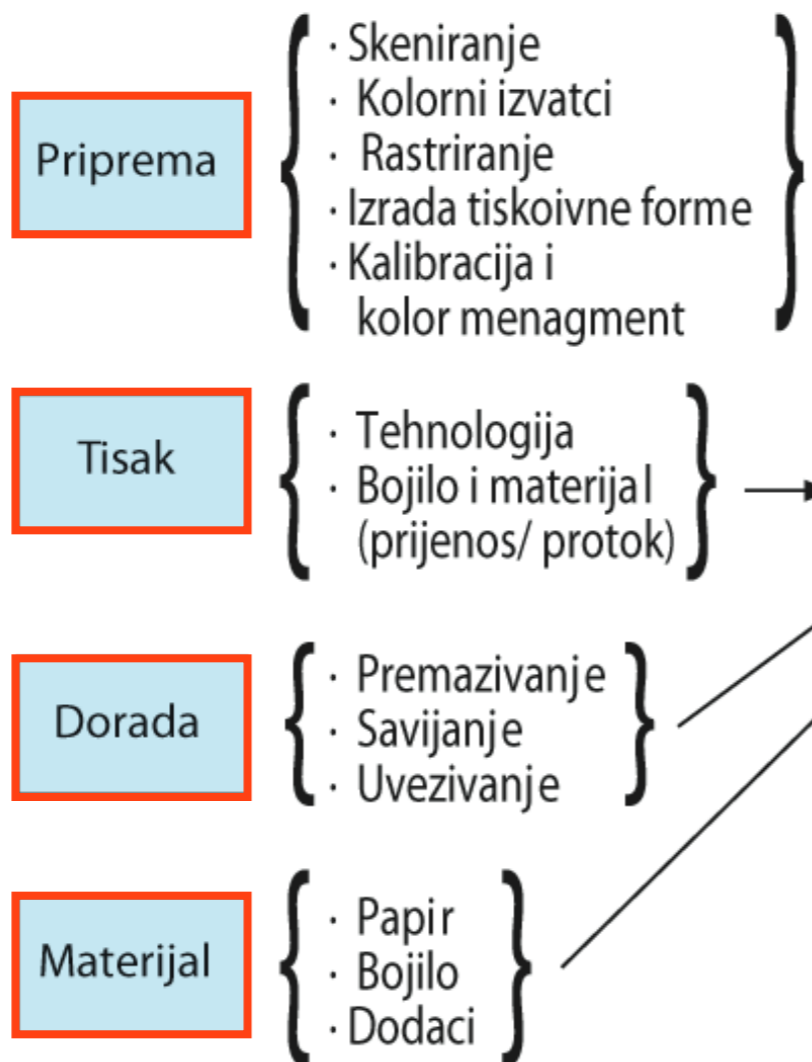 Priprema
· Skeniranje
· Kolorni izvatci
· Rastriranje
· Izrada tiskoivne forme
· Kalibracija i
kolor menagment
Tisak
· Tehnologija
· Bojilo i materijal
(prijenos/ protok)
Dorada
· Premazivanje
· Savijanje
· Uvezivanje
Materijal
· Papir
· Bojilo
· Dodaci